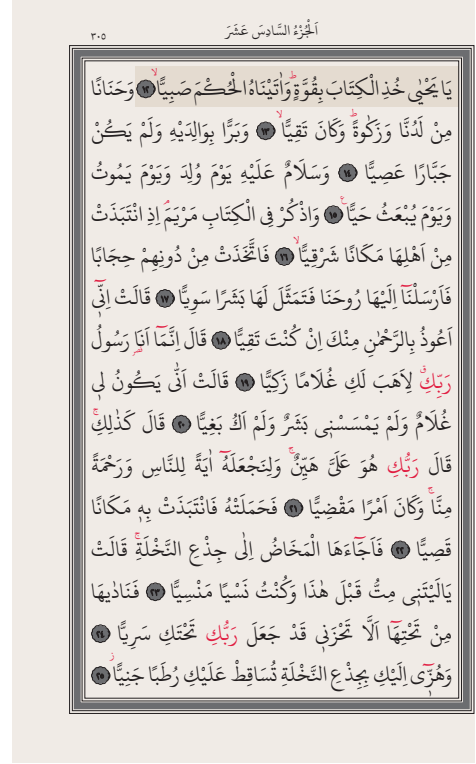 اَلْجُزْءُ السَّادِسَ عَشَرَ
٣٠٥
يَا يَحْيٰى خُذِ الْكِتَابَ بِقُوَّةٍۜ وَاٰتَيْنَاهُ الْحُكْمَ صَبِيًّاۙ ١٢ وَحَنَانًا
مِنْ لَدُنَّا وَزَكٰوةًۜ وَكَانَ تَقِيًّاۙ ١٣ وَبَرًّا بِوَالِدَيْهِ وَلَمْ يَكُنْ
جَبَّارًا عَصِيًّا ١٤ وَسَلَامٌ عَلَيْهِ يَوْمَ وُلِدَ وَيَوْمَ يَمُوتُ
وَيَوْمَ يُبْعَثُ حَيًّا۟ ١٥ وَاذْكُرْ فِي الْكِتَابِ مَرْيَمَۢ اِذِ انْتَبَذَتْ
مِنْ اَهْلِهَا مَكَانًا شَرْقِيًّاۙ ١٦ فَاتَّخَذَتْ مِنْ دُونِهِمْ حِجَابًا
فَاَرْسَلْنَٓا اِلَيْهَا رُوحَنَا فَتَمَثَّلَ لَهَا بَشَرًا سَوِيًّا ١٧ قَالَتْ اِنّٓي
اَعُوذُ بِالرَّحْمٰنِ مِنْكَ اِنْ كُنْتَ تَقِيًّا ١٨ قَالَ اِنَّمَٓا اَنَا۬ رَسُولُ
رَبِّكِۗ لِاَهَبَ لَكِ غُلَامًا زَكِيًّا ١٩ قَالَتْ اَنّٰى يَكُونُ لِي
غُلَامٌ وَلَمْ يَمْسَسْنِي بَشَرٌ وَلَمْ اَكُ بَغِيًّا ٢٠ قَالَ كَذٰلِكِۚ
قَالَ رَبُّكِ هُوَ عَلَيَّ هَيِّنٌۚ وَلِنَجْعَلَهُٓ اٰيَةً لِلنَّاسِ وَرَحْمَةً
مِنَّاۚ وَكَانَ اَمْرًا مَقْضِيًّا ٢١ فَحَمَلَتْهُ فَانْتَبَذَتْ بِهِ مَكَانًا
قَصِيًّا ٢٢ فَاَجَٓاءَهَا الْمَخَاضُ اِلٰى جِذْعِ النَّخْلَةِۚ قَالَتْ
يَالَيْتَنِي مِتُّ قَبْلَ هٰذَا وَكُنْتُ نَسْيًا مَنْسِيًّا ٢٣ فَنَادٰيهَا
مِنْ تَحْتِهَٓا اَلَّا تَحْزَنِي قَدْ جَعَلَ رَبُّكِ تَحْتَكِ سَرِيًّا ٢٤
وَهُزّٓي اِلَيْكِ بِجِذْعِ النَّخْلَةِ تُسَاقِطْ عَلَيْكِ رُطَبًا جَنِيًّاۘ ٢٥